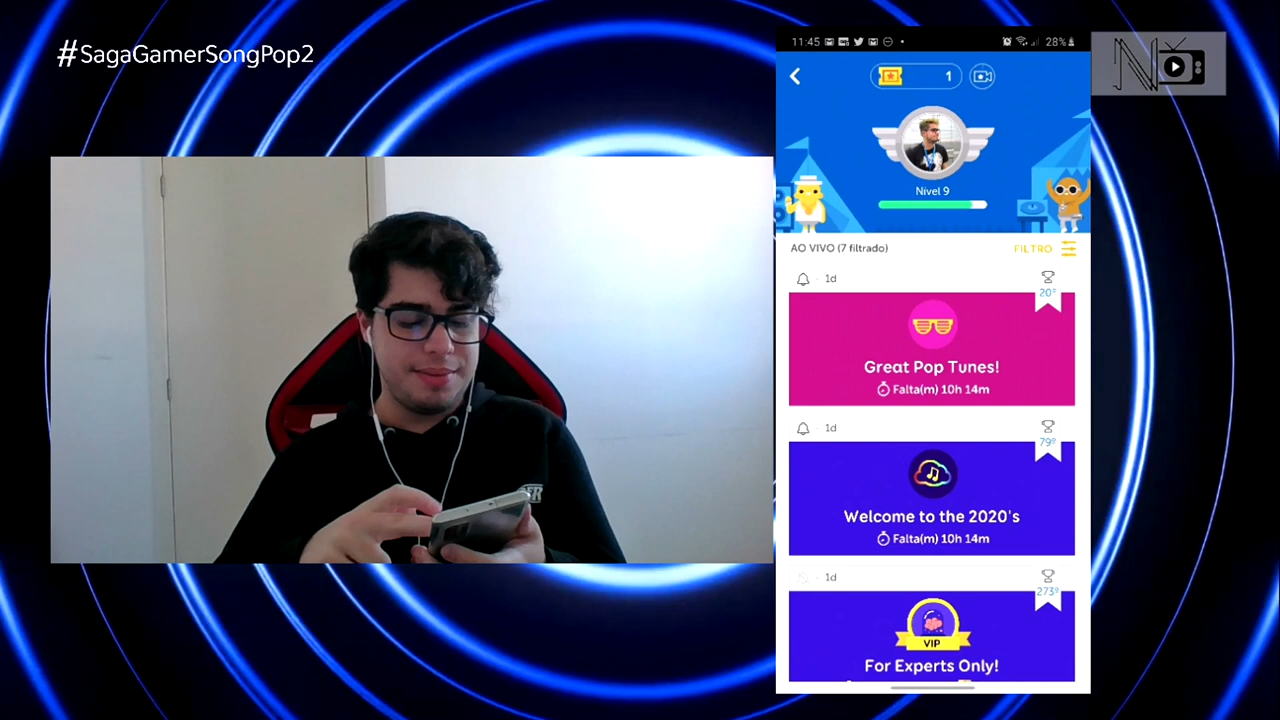 #SagaGamerSongPop2
11:45
28%
1
Nível 9
AO VIVO (7 filtrado)
FILTRO
1d
20º
Great Pop Tunes!
Falta(m) 10h 14m
1d
79º
Welcome to the 2020's
Falta(m) 10h 14m
1d
273º
VIP
For Experts Only!